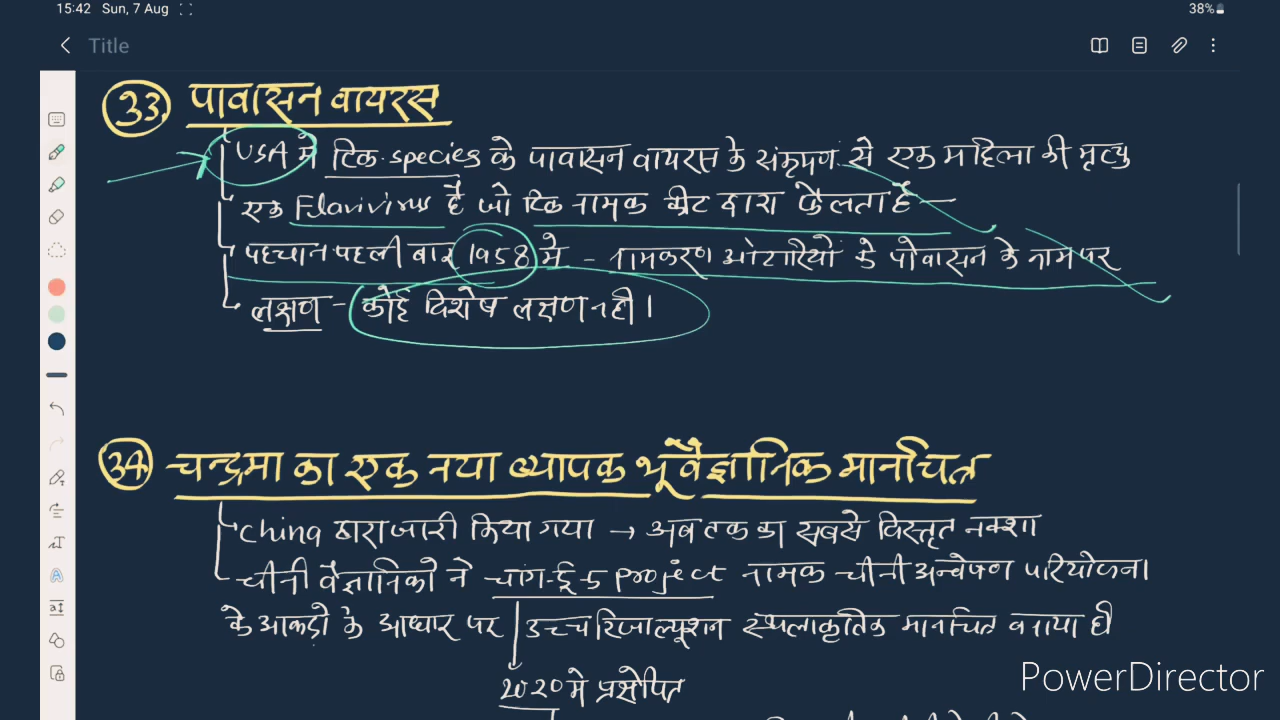 15:42 Sun, 7 Aug
38%
Title
33 पावासन वायरस
USA में टिक species के पावासन वायरस के संक्रमण से एक महिला की मृत्यु
एक Flavivirus है जो टिक नामक कीट द्वारा फैलता है —
पहचान पहली बार 1958 मे - नामकरण ओंटारियो के पोवासन के नाम पर
लक्षण - कोई विशेष लक्षण नही।
34. चन्द्रमा का एक नया व्यापक भूवैज्ञानिक मानचित्र
China द्वारा जारी किया गया → अब तक का सबसे विस्तृत नक्शा
चीनी वैज्ञानिको ने चांग-ई-5 project नामक चीनी अन्वेषण परियोजना
के आकड़ो के आधार पर उच्च रिजाल्यूशन स्थलाकृतिक मानचित्र बनाया है
2020 मे प्रक्षेपित
PowerDirector